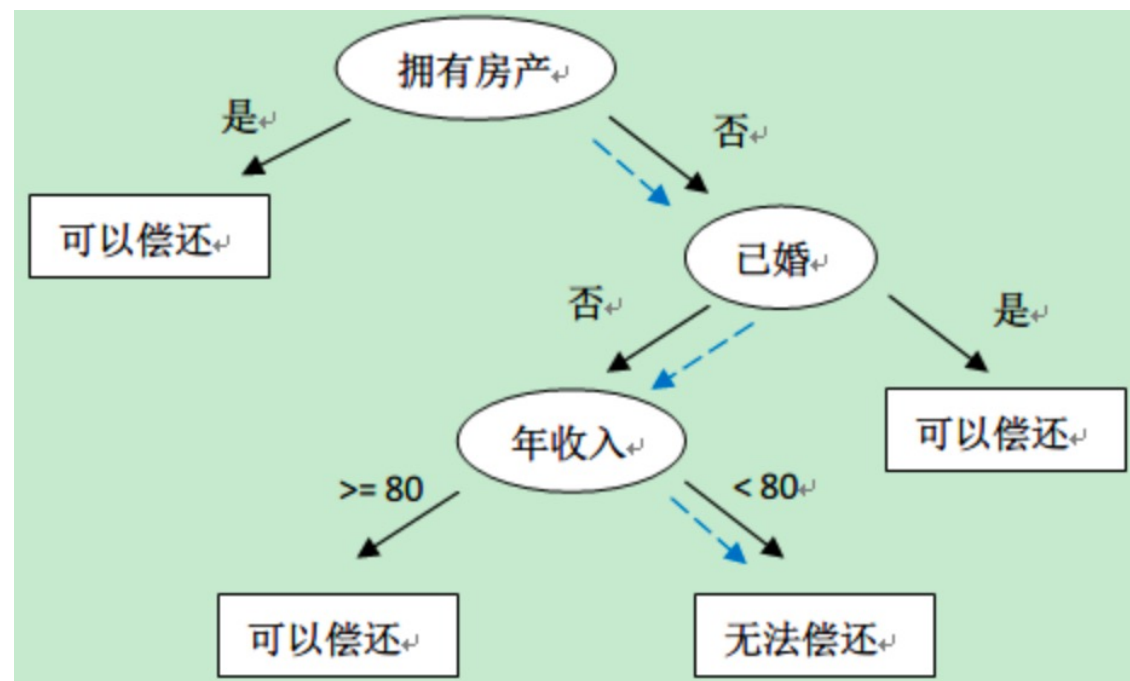 拥有房产↵
是↵
否↵
可以偿还↵
已婚↵
否↵
是↵
年收入↵
可以偿还↵
>= 80
< 80↵
可以偿还↵
无法偿还↵